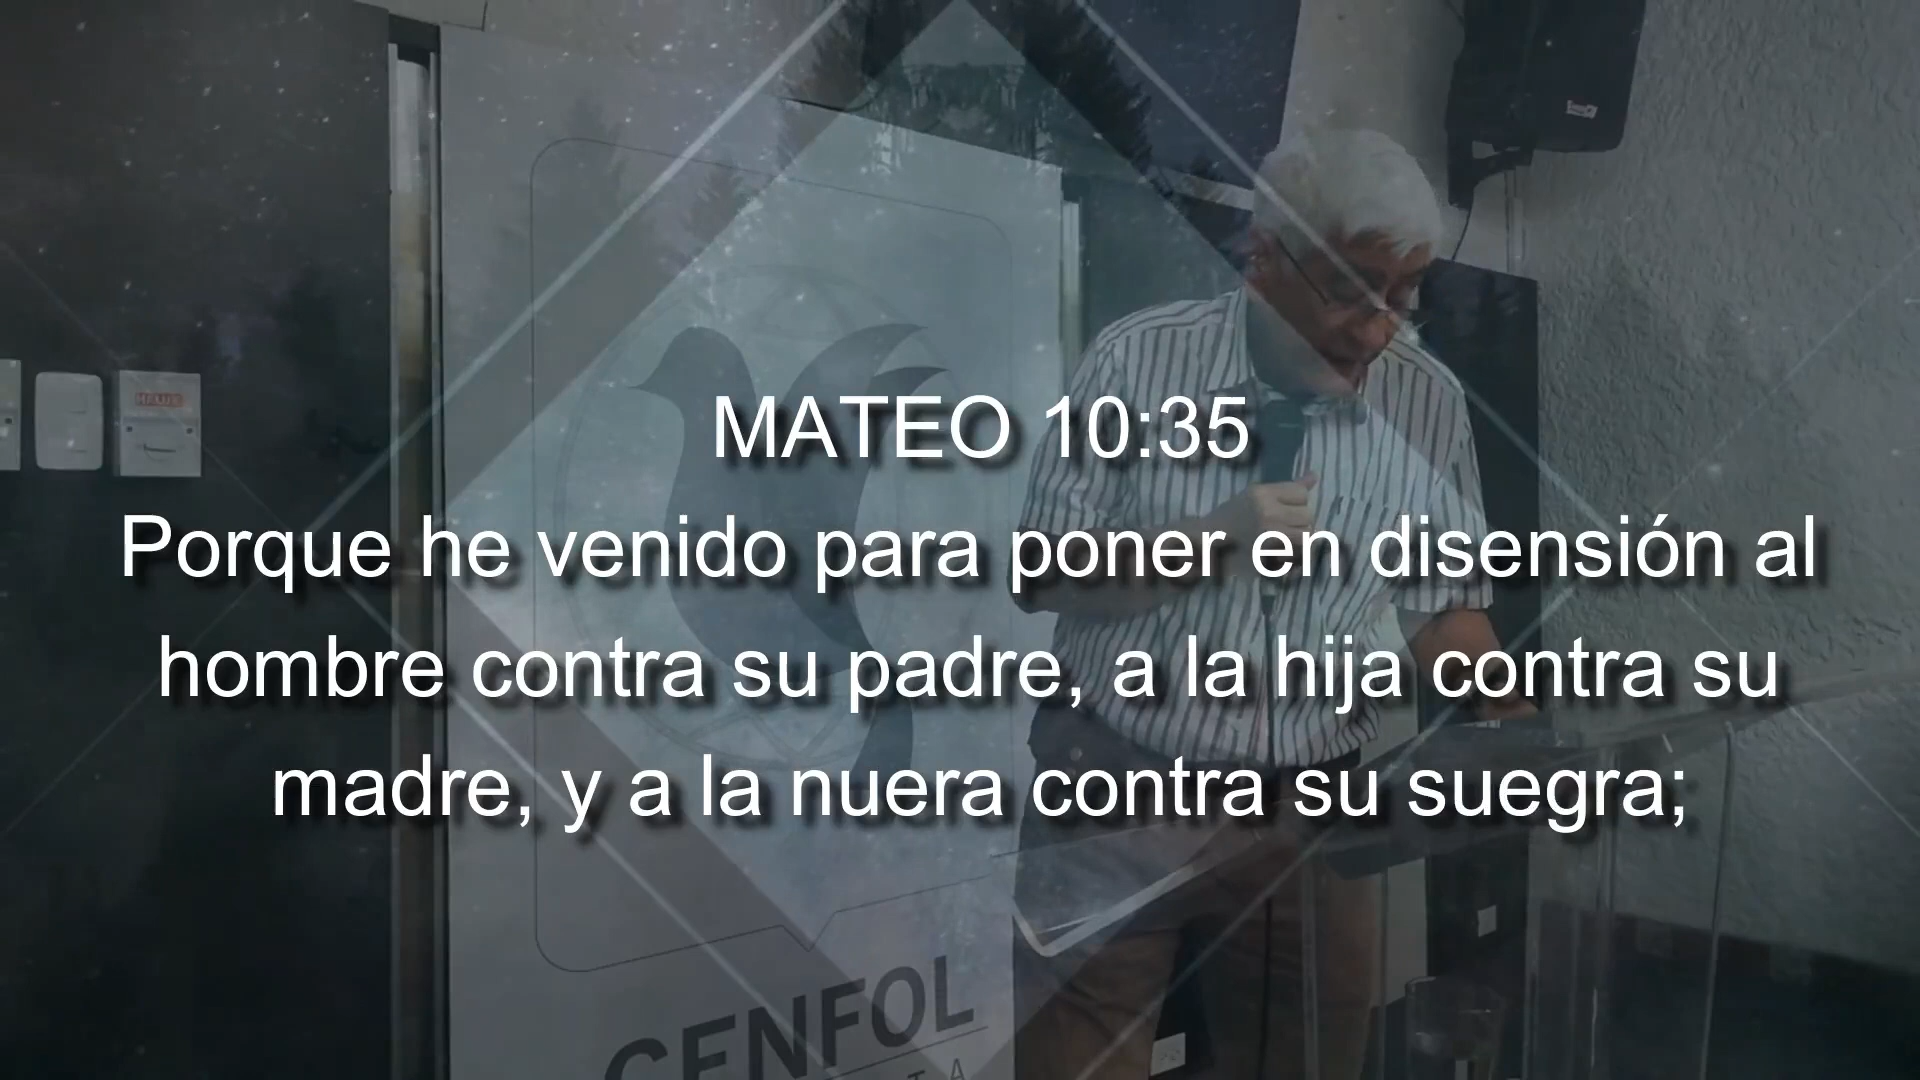 MATEO 10:35
Porque he venido para poner en disensión al
hombre contra su padre, a la hija contra su
madre, y a la nuera contra su suegra;
CENFOL